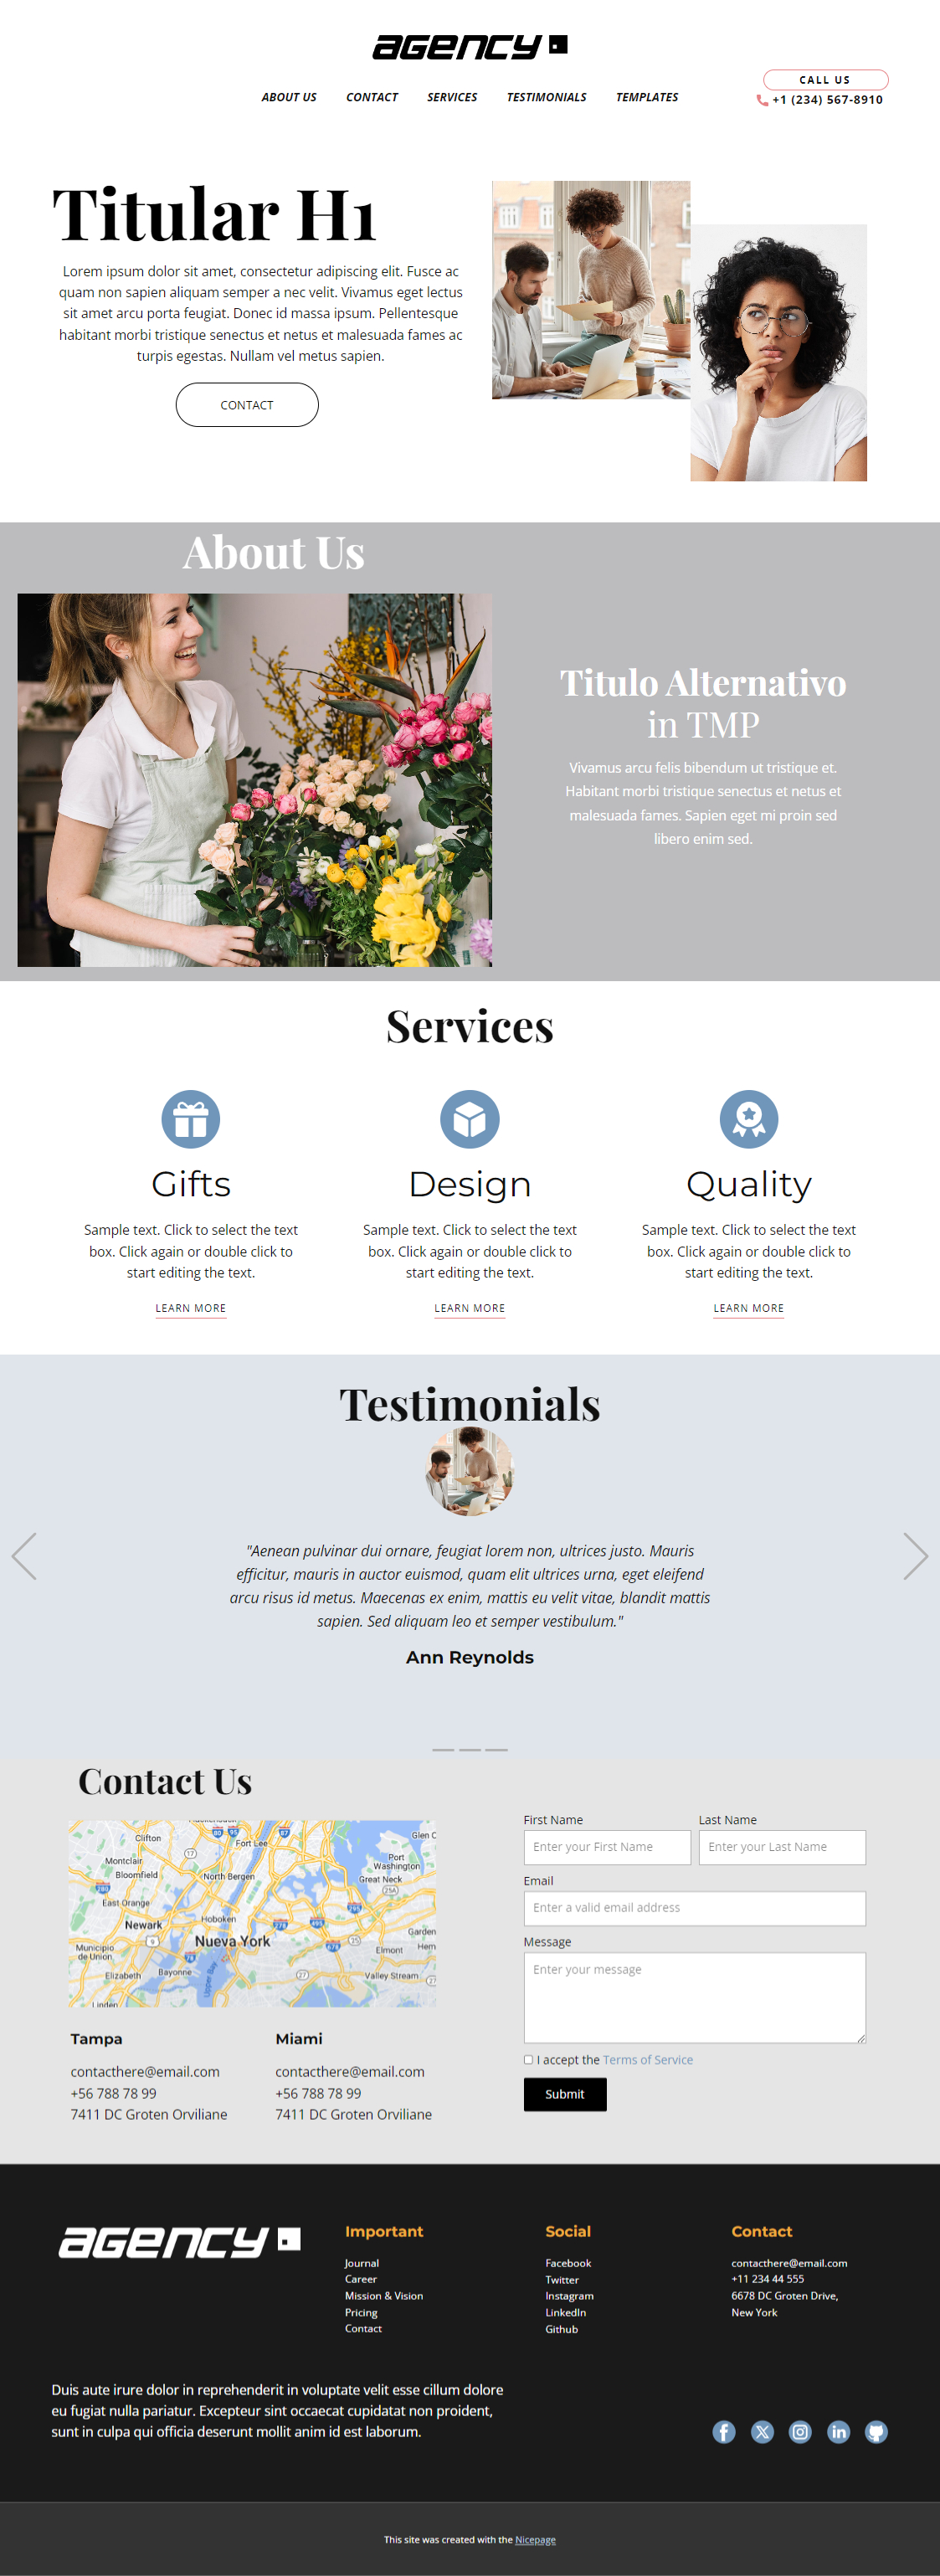 agency
CALL US
+1 (234) 567-8910
ABOUT US CONTACT SERVICES TESTIMONIALS TEMPLATES
Titular H1
Lorem ipsum dolor sit amet, consectetur adipiscing elit. Fusce ac
quam non sapien aliquam semper a nec velit. Vivamus eget lectus
sit amet arcu porta feugiat. Donec id massa ipsum. Pellentesque
habitant morbi tristique senectus et netus et malesuada fames ac
turpis egestas. Nullam vel metus sapien.
CONTACT
About Us
Titulo Alternativo
in TMP
Vivamus arcu felis bibendum ut tristique et.
Habitant morbi tristique senectus et netus et
malesuada fames. Sapien eget mi proin sed
libero enim sed.
Services
Gifts
Sample text. Click to select the text
box. Click again or double click to
start editing the text.
LEARN MORE
Design
Sample text. Click to select the text
box. Click again or double click to
start editing the text.
LEARN MORE
Quality
Sample text. Click to select the text
box. Click again or double click to
start editing the text.
LEARN MORE
Testimonials
"Aenean pulvinar dui ornare, feugiat lorem non, ultrices justo. Mauris
efficitur, mauris in auctor euismod, quam elit ultrices urna, eget eleifend
arcu risus id metus. Maecenas ex enim, mattis eu velit vitae, blandit mattis
sapien. Sed aliquam leo et semper vestibulum."
Ann Reynolds
Contact Us
Clifton
Fort Lee
Glen C
Montclair
Bloomfield
Port
Washington
North Bergen
Great Neck
East Orange
Newark
Hoboken
Garden
Nueva York
Municipio
de Union
Elmont
Hem
Elizabeth
Bayonne
Upper Bay
Valley Stream
Linden
80
95
87
17
25A
280
295
278
495
9
78
678
25
27
27
Tampa
contacthere@email.com
+56 788 78 99
7411 DC Groten Orviliane
Miami
contacthere@email.com
+56 788 78 99
7411 DC Groten Orviliane
First Name
Enter your First Name
Last Name
Enter your Last Name
Email
Enter a valid email address
Message
Enter your message
I accept the Terms of Service
Submit
agency
Important
Journal
Career
Mission & Vision
Pricing
Contact
Social
Facebook
Twitter
Instagram
LinkedIn
Github
Contact
contacthere@email.com
+11 234 44 555
6678 DC Groten Drive,
New York
Duis aute irure dolor in reprehenderit in voluptate velit esse cillum dolore
eu fugiat nulla pariatur. Excepteur sint occaecat cupidatat non proident,
sunt in culpa qui officia deserunt mollit anim id est laborum.
This site was created with the Nicepage